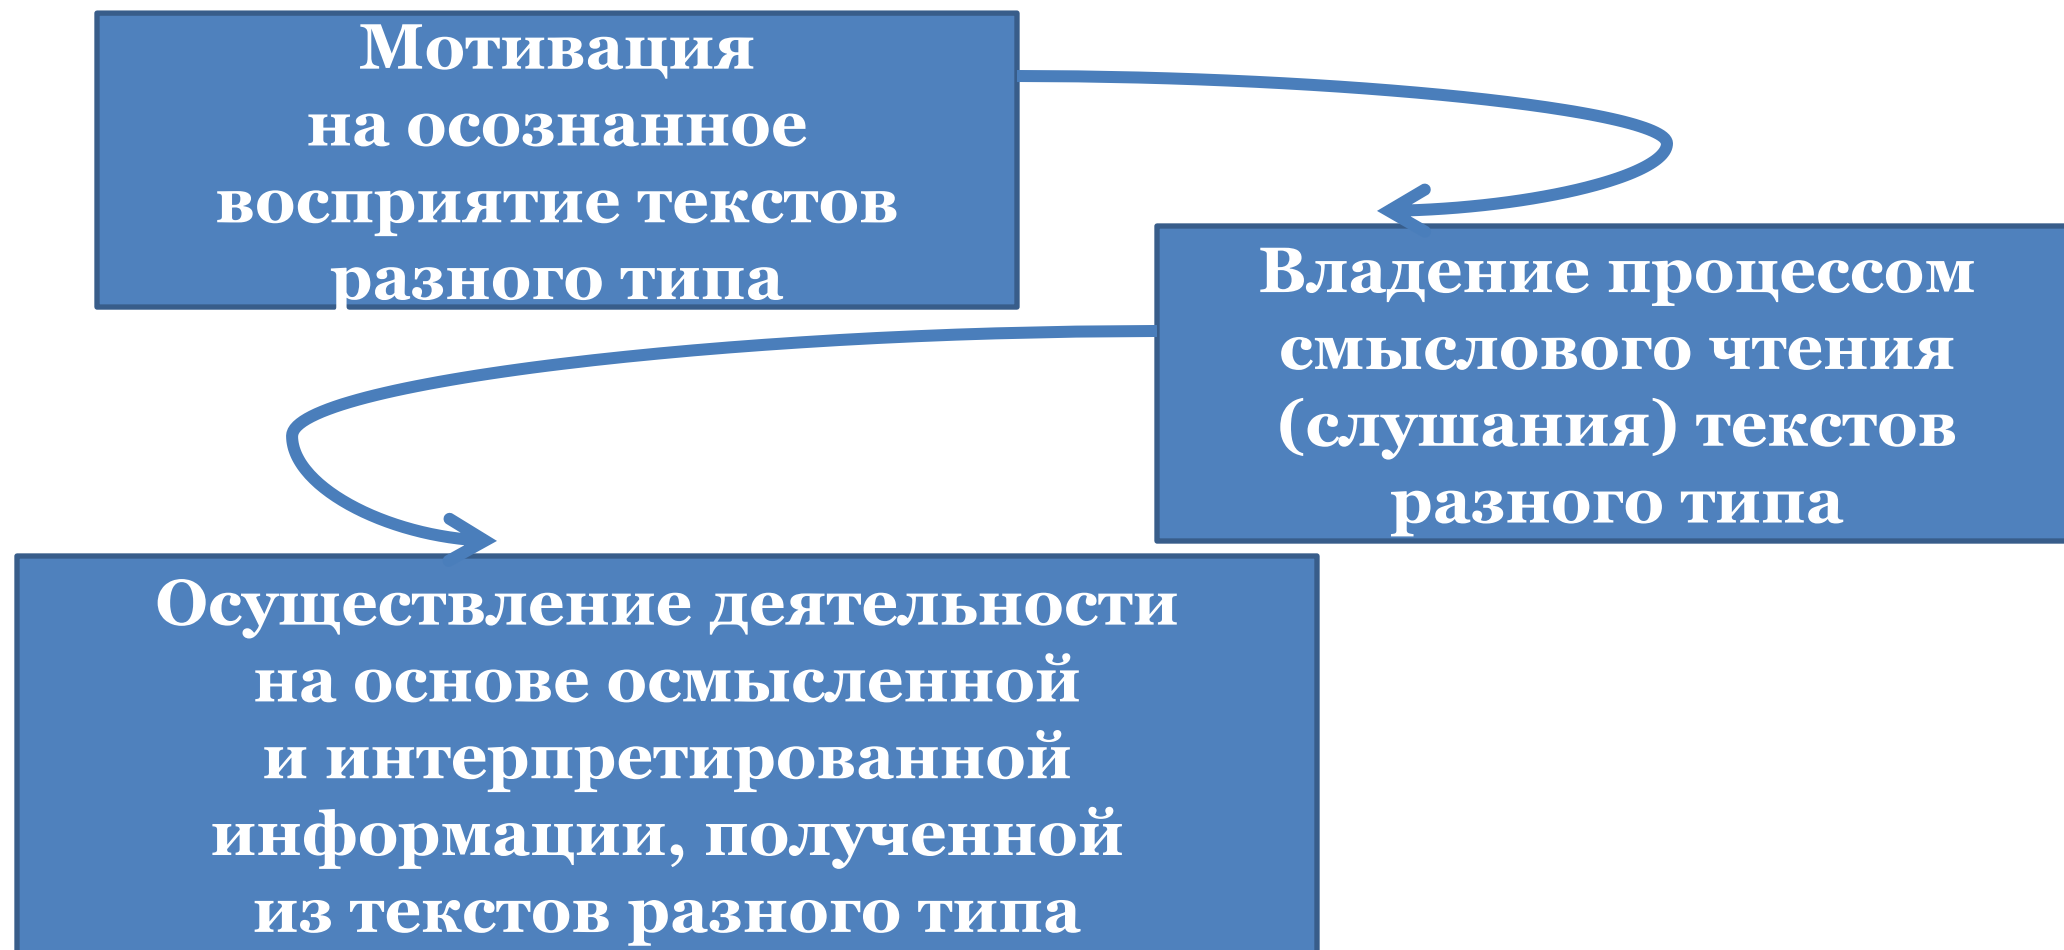 Мотивация
на осознанное
восприятие текстов
разного типа
Владение процессом
смыслового чтения
(слушания) текстов
разного типа
Осуществление деятельности
на основе осмысленной
и интерпретированной
информации, полученной
из текстов разного типа